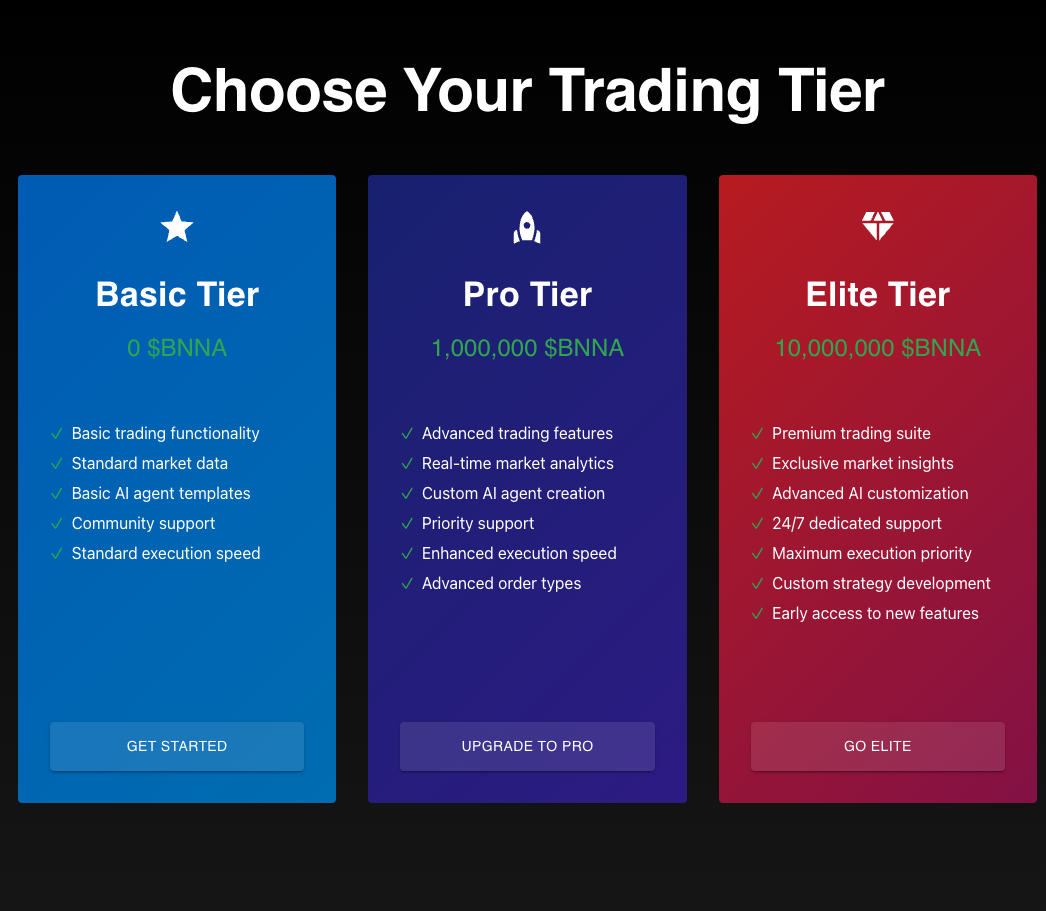 Choose Your Trading Tier
Basic Tier
0 $BNNA
✓ Basic trading functionality
✓ Standard market data
✓ Basic AI agent templates
✓ Community support
✓ Standard execution speed
GET STARTED
Pro Tier
1,000,000 $BNNA
✓ Advanced trading features
✓ Real-time market analytics
✓ Custom AI agent creation
✓ Priority support
✓ Enhanced execution speed
✓ Advanced order types
UPGRADE TO PRO
Elite Tier
10,000,000 $BNNA
✓ Premium trading suite
✓ Exclusive market insights
✓ Advanced AI customization
✓ 24/7 dedicated support
✓ Maximum execution priority
✓ Custom strategy development
✓ Early access to new features
GO ELITE